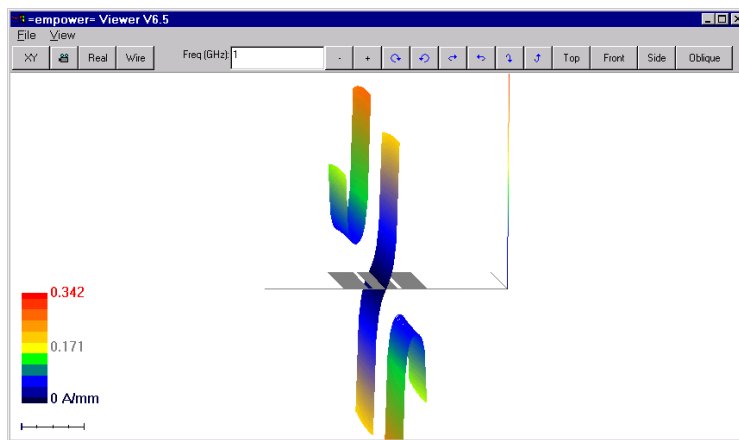 =empower= Viewer V6.5
File View
XY Real Wire Freq (GHz): 1 - + Top Front Side Oblique
0.342
0.171
0 A/mm